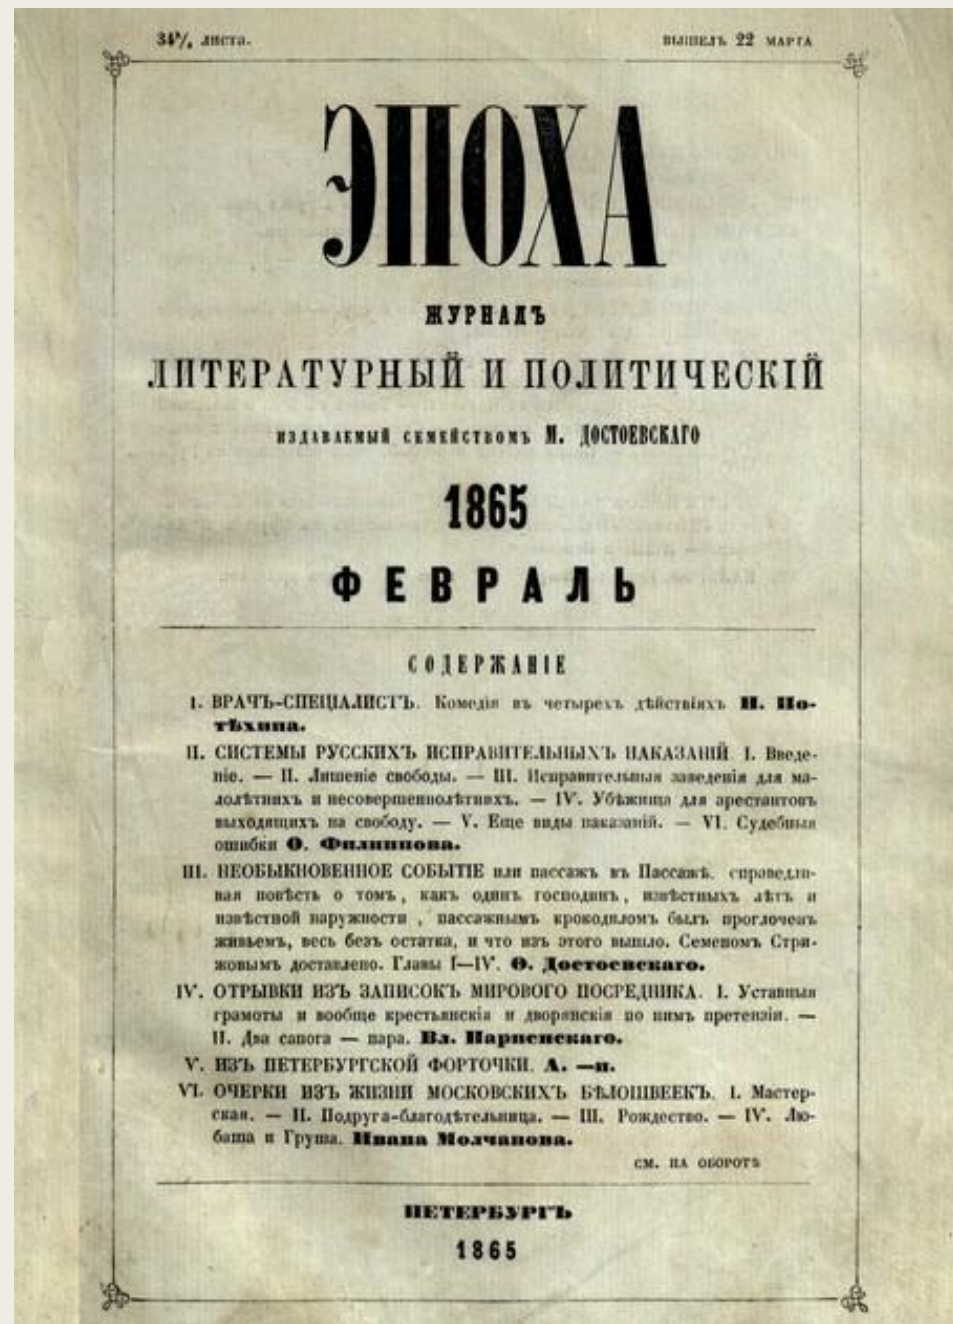 листа.
ВЫШЕЛЪ 22 МАРТА
ЭПОХА
ЖУРНАЛЪ
ЛИТЕРАТУРНЫЙ И ПОЛИТИЧЕСКІЙ
ИЗДАВАЕМЫЙ СЕМЕЙСТВОМЪ М. ДОСТОЕВСКАГО
1865
ФЕВРАЛЬ
СОДЕРЖАНІЕ
I. ВРАЧЪ-СПЕЦІАЛИСТЪ. Комедія въ четырехъ дѣйствіяхъ Н. По-
тѣхина.
II. СИСТЕМЫ РУССКИХЪ ИСПРАВИТЕЛЬНЫХЪ НАКАЗАНІЙ. I. Введе-
ніе. — II. Лишеніе свободы. — III. Исправительныя заведенія для ма-
лолѣтнихъ и несовершеннолѣтнихъ. — IV. Убѣжища для арестантовъ
выходящихъ на свободу. — V. Еще виды наказаній. — VI. Судебныя
ошибки Ѳ. Филиппова.
III. НЕОБЫКНОВЕННОЕ СОБЫТІЕ или пассажъ въ Пассажѣ. справедли-
вая повѣсть о томъ, какъ одинъ господинъ, извѣстныхъ лѣтъ и
извѣстной наружности, пассажнымъ крокодиломъ былъ проглоченъ
живьемъ, весь безъ остатка, и что изъ этого вышло. Семеномъ Стри-
жовымъ доставлено. Главы I—IV. Ѳ. Достоевскаго.
IV. ОТРЫВКИ ИЗЪ ЗАПИСОКЪ МИРОВОГО ПОСРЕДНИКА. I. Уставныя
грамоты и вообще крестьянскія и дворянскія по нимъ претензіи. —
II. Два сапога — пара. Вл. Нарпенскаго.
V. ИЗЪ ПЕТЕРБУРГСКОЙ ФОРТОЧКИ. А. —н.
VI. ОЧЕРКИ ИЗЪ ЖИЗНИ МОСКОВСКИХЪ БѢЛОШВЕЕКЪ. I. Мастер-
ская. — II. Подруга-благодѣтельница. — III. Рождество. — IV. Лю-
баша и Груша. Ивана Молчанова.
СМ. НА ОБОРОТѢ
ПЕТЕРБУРГЪ
1865